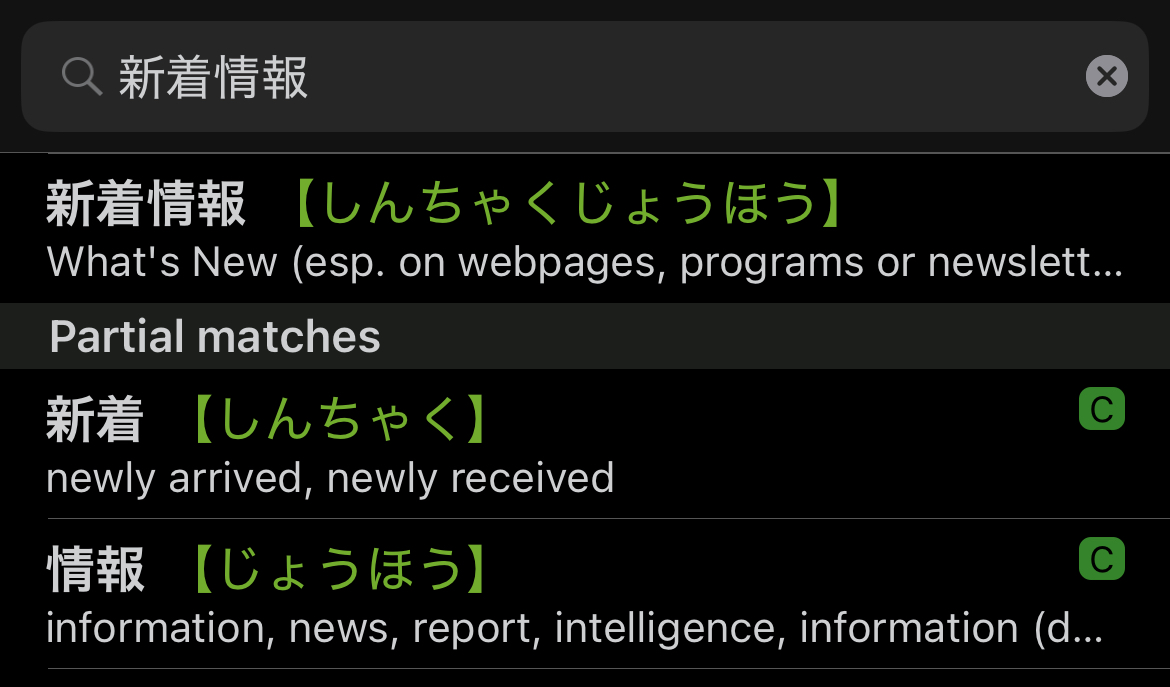 新着情報
新着情報 【しんちゃくじょうほう】
What's New (esp. on webpages, programs or newslett...
Partial matches
新着 【しんちゃく】 C
newly arrived, newly received
情報 【じょうほう】 C
information, news, report, intelligence, information (d...